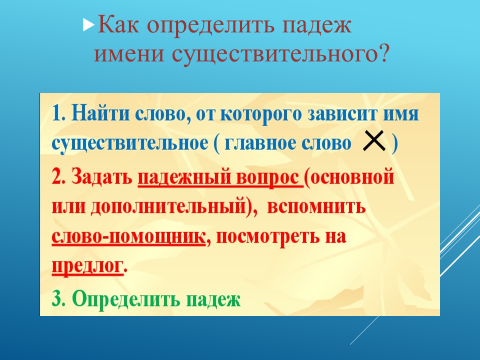 Как определить падеж
имени существительного?
1. Найти слово, от которого зависит имя
существительное ( главное слово ✕ )
2. Задать падежный вопрос (основной
или дополнительный), вспомнить
слово-помощник, посмотреть на
предлог.
3. Определить падеж